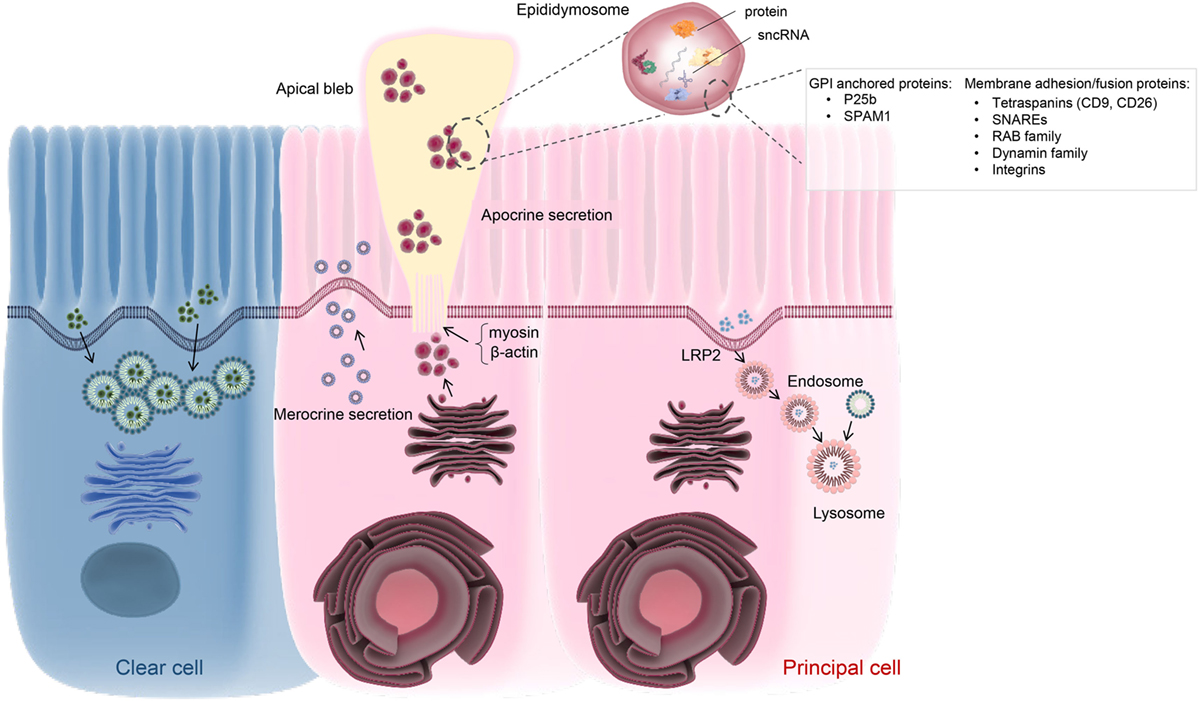 Epididymosome
protein
sncRNA
Apical bleb
GPI anchored proteins:
• P25b
• SPAM1
Membrane adhesion/fusion proteins:
• Tetraspanins (CD9, CD26)
• SNAREs
• RAB family
• Dynamin family
• Integrins
Apocrine secretion
myosin
β-actin
Merocrine secretion
LRP2
Endosome
Lysosome
Clear cell
Principal cell